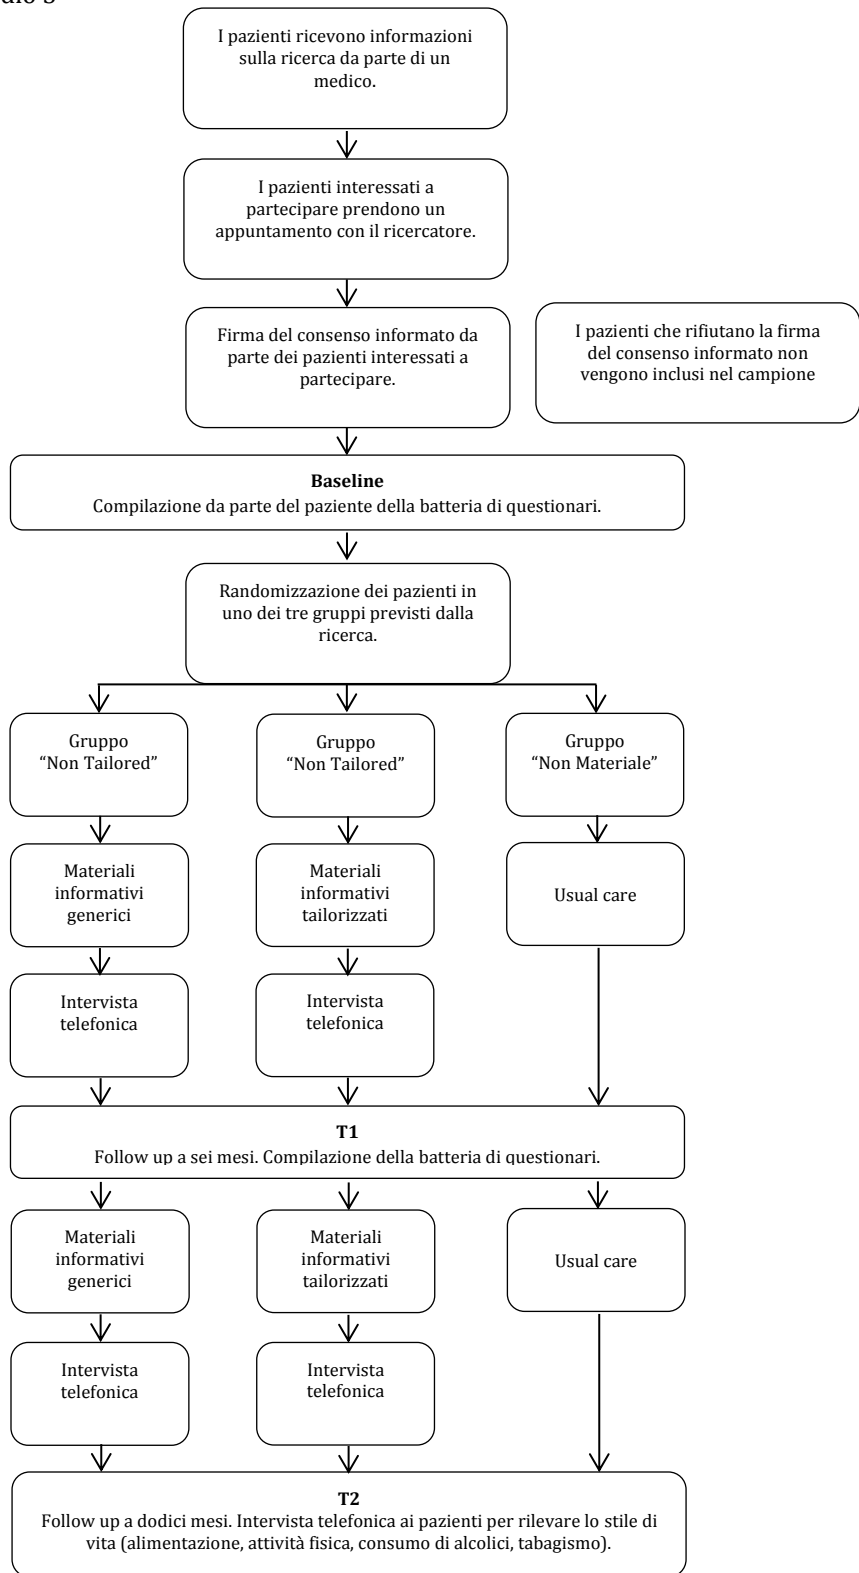 I pazienti ricevono informazioni
sulla ricerca da parte di un
medico.
I pazienti interessati a
partecipare prendono un
appuntamento con il ricercatore.
Firma del consenso informato da
parte dei pazienti interessati a
partecipare.
I pazienti che rifiutano la firma
del consenso informato non
vengono inclusi nel campione
Baseline
Compilazione da parte del paziente della batteria di questionari.
Randomizzazione dei pazienti in
uno dei tre gruppi previsti dalla
ricerca.
Gruppo
“Non Tailored”
Gruppo
“Non Tailored”
Gruppo
“Non Materiale”
Materiali
informativi
generici
Materiali
informativi
tailorizzati
Usual care
Intervista
telefonica
Intervista
telefonica
T1
Follow up a sei mesi. Compilazione della batteria di questionari.
Materiali
informativi
generici
Materiali
informativi
tailorizzati
Usual care
Intervista
telefonica
Intervista
telefonica
T2
Follow up a dodici mesi. Intervista telefonica ai pazienti per rilevare lo stile di
vita (alimentazione, attività fisica, consumo di alcolici, tabagismo).